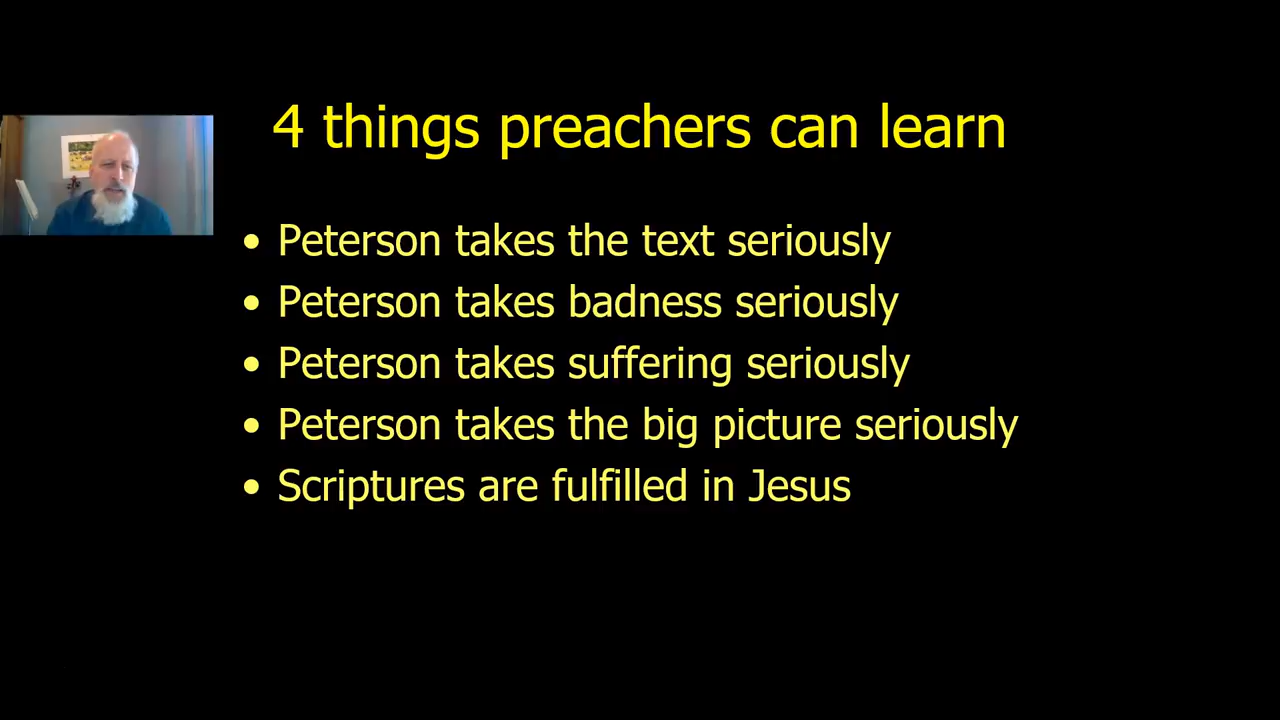 4 things preachers can learn
• Peterson takes the text seriously
• Peterson takes badness seriously
• Peterson takes suffering seriously
• Peterson takes the big picture seriously
• Scriptures are fulfilled in Jesus